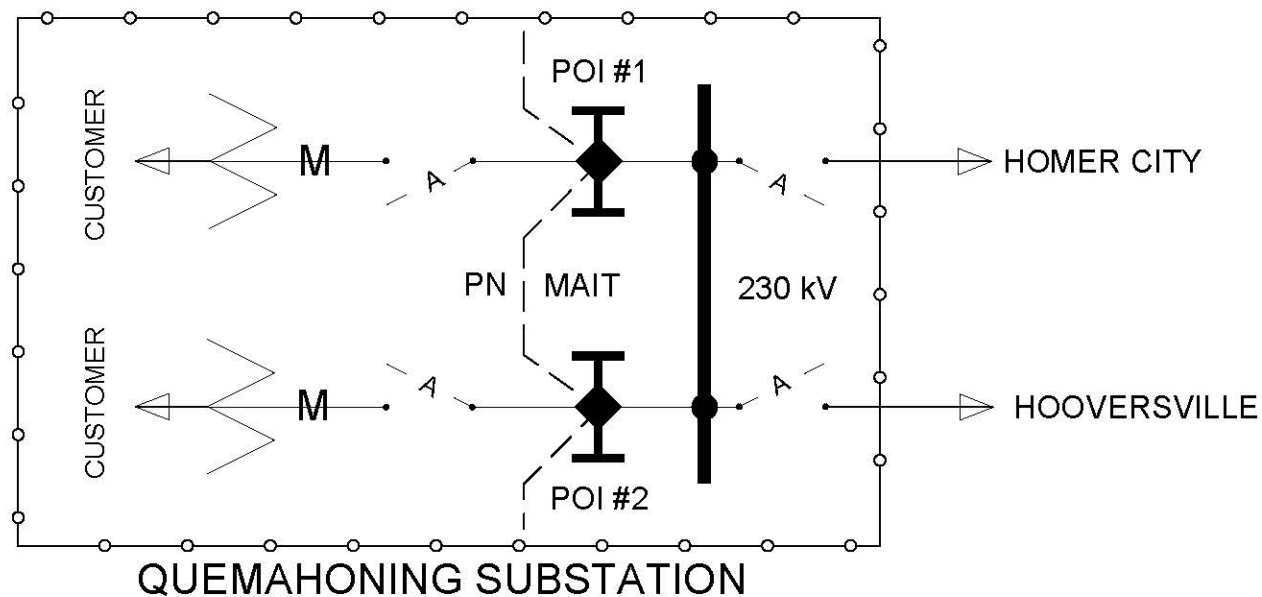 POI #1
CUSTOMER
M
A
A
HOMER CITY
PN
MAIT
230 kV
CUSTOMER
M
A
A
HOOVERSVILLE
POI #2
QUEMAHONING SUBSTATION